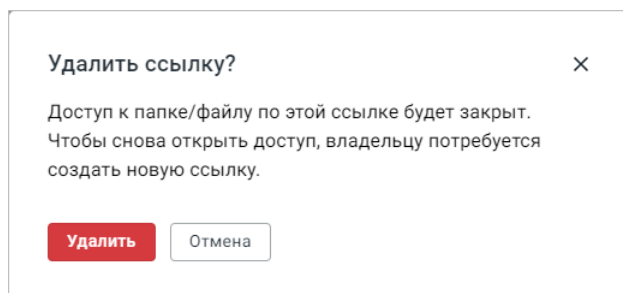 Удалить ссылку?
Доступ к папке/файлу по этой ссылке будет закрыт.
Чтобы снова открыть доступ, владельцу потребуется
создать новую ссылку.
Удалить
Отмена